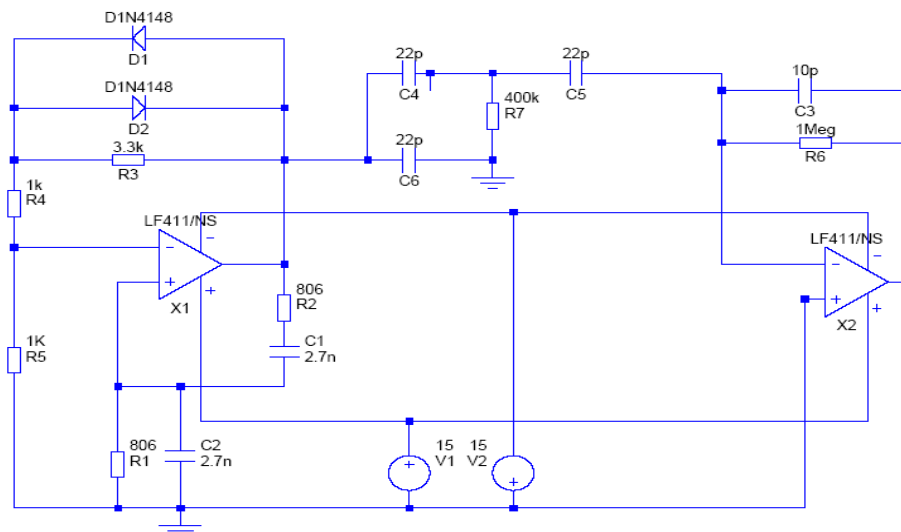 D1N4148
D1
D1N4148
D2
3.3k
R3
1k
R4
LF411/NS
X1
1K
R5
806
R2
C1
2.7n
806
R1
C2
2.7n
22p
C4
22p
C6
400k
R7
22p
C5
10p
C3
1Meg
R6
LF411/NS
X2
15
V1
15
V2